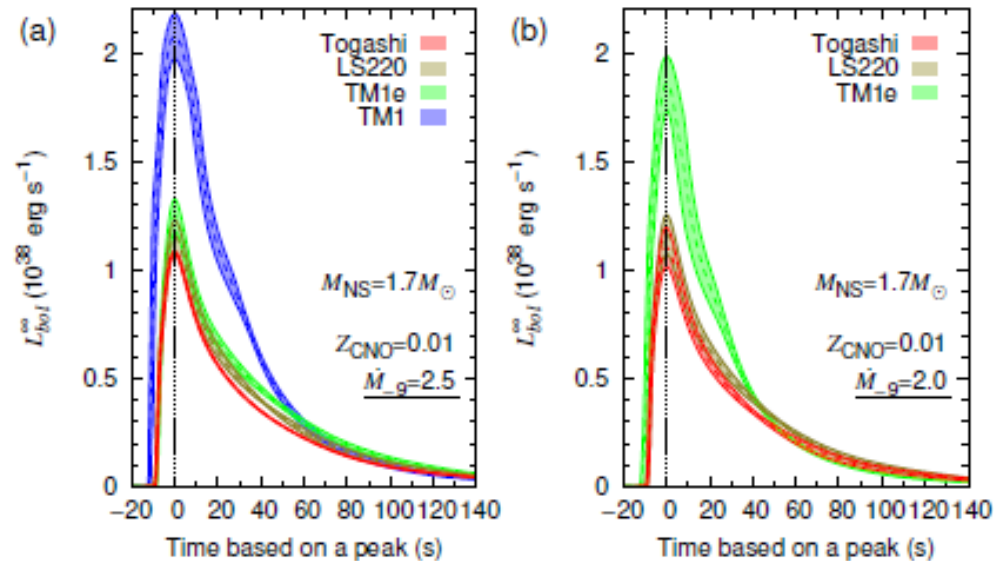 (a)
Togashi
LS220
TM1e
TM1
2
1.5
1
0.5
0
L^∞_bol (10^38 erg s^−1)
M_NS=1.7M_⊙
Z_CNO=0.01
Ṁ_−9=2.5
−20 0 20 40 60 80 100 120 140
Time based on a peak (s)
(b)
Togashi
LS220
TM1e
2
1.5
1
0.5
0
L^∞_bol (10^38 erg s^−1)
M_NS=1.7M_⊙
Z_CNO=0.01
Ṁ_−9=2.0
−20 0 20 40 60 80 100 120 140
Time based on a peak (s)